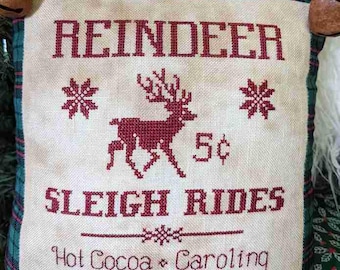 REINDEER
5¢
SLEIGH RIDES
Hot Cocoa Caroling